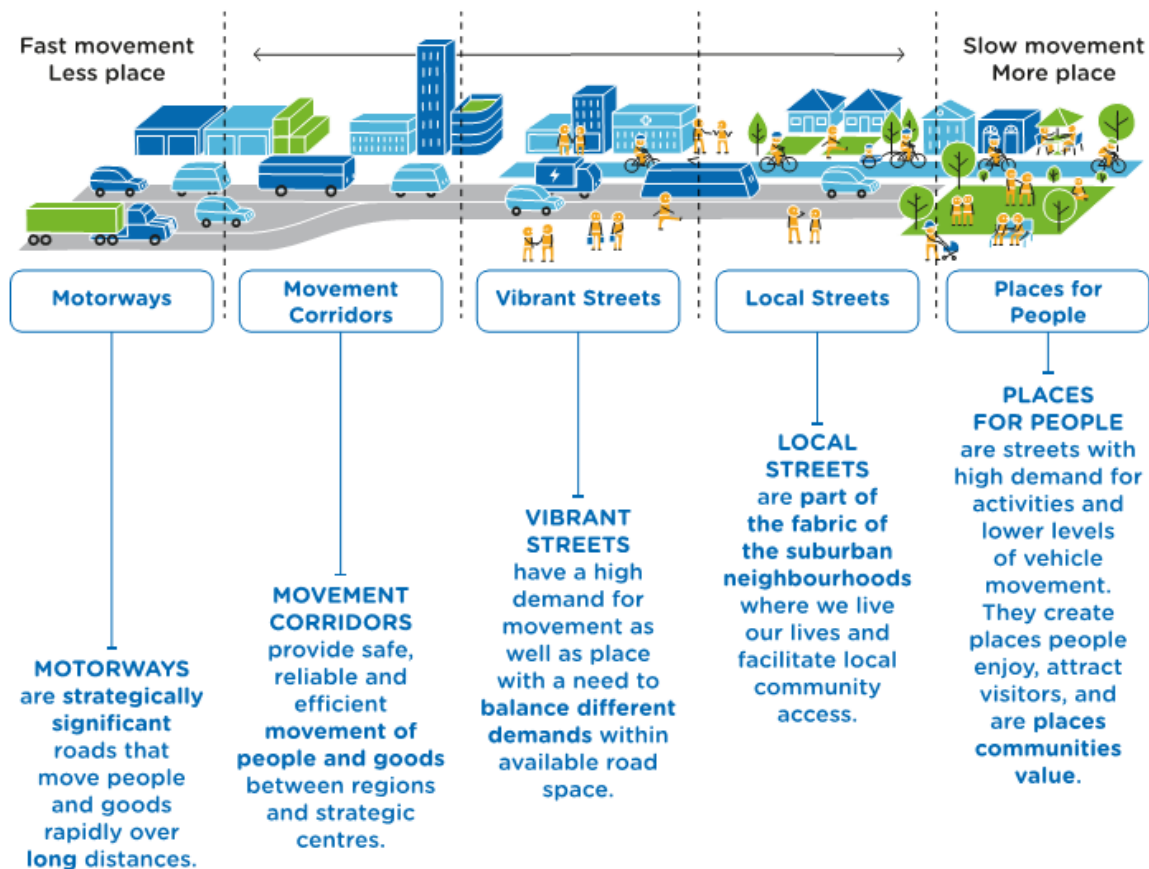 Fast movement
Less place
Slow movement
More place
Motorways
Movement
Corridors
Vibrant Streets
Local Streets
Places for
People
MOTORWAYS
are strategically
significant
roads that
move people
and goods
rapidly over
long distances.
MOVEMENT
CORRIDORS
provide safe,
reliable and
efficient
movement of
people and goods
between regions
and strategic
centres.
VIBRANT
STREETS
have a high
demand for
movement as
well as place
with a need to
balance different
demands within
available road
space.
LOCAL
STREETS
are part of
the fabric of
the suburban
neighbourhoods
where we live
our lives and
facilitate local
community
access.
PLACES
FOR PEOPLE
are streets with
high demand for
activities and
lower levels
of vehicle
movement.
They create
places people
enjoy, attract
visitors, and
are places
communities
value.